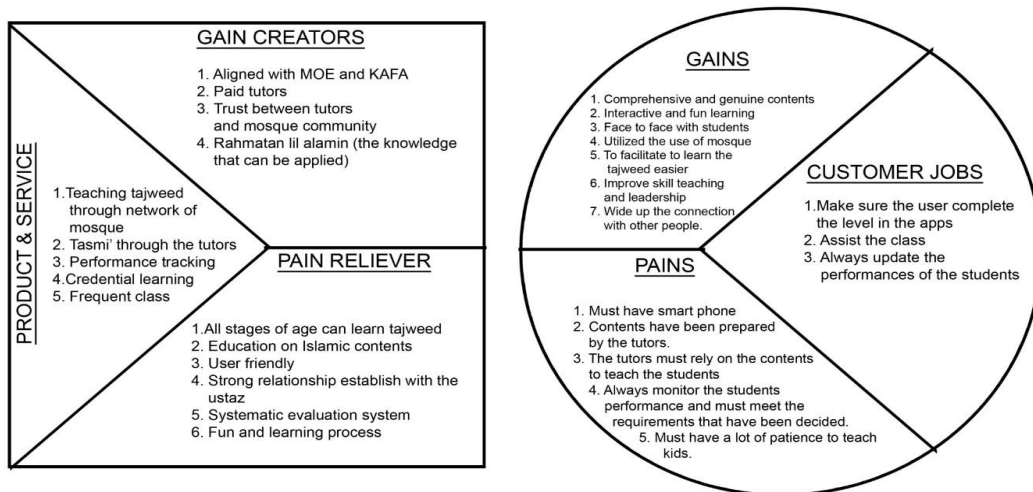 PRODUCT & SERVICE
GAIN CREATORS
1. Aligned with MOE and KAFA
2. Paid tutors
3. Trust between tutors
and mosque community
4. Rahmatan lil alamin (the knowledge
that can be applied)
1.Teaching tajweed
through network of
mosque
2. Tasmi' through the tutors
3. Performance tracking
4.Credential learning
5. Frequent class
PAIN RELIEVER
1.All stages of age can learn tajweed
2. Education on Islamic contents
3. User friendly
4. Strong relationship establish with the
ustaz
5. Systematic evaluation system
6. Fun and learning process
GAINS
1. Comprehensive and genuine contents
2. Interactive and fun learning
3. Face to face with students
4. Utilized the use of mosque
5. To facilitate to learn the
tajweed easier
6. Improve skill teaching
and leadership
7. Wide up the connection
with other people.
CUSTOMER JOBS
1.Make sure the user complete
the level in the apps
2. Assist the class
3. Always update the
performances of the students
PAINS
1. Must have smart phone
2. Contents have been prepared
by the tutors.
3. The tutors must rely on the contents
to teach the students
4. Always monitor the students
performance and must meet the
requirements that have been decided.
5. Must have a lot of patience to teach
kids.